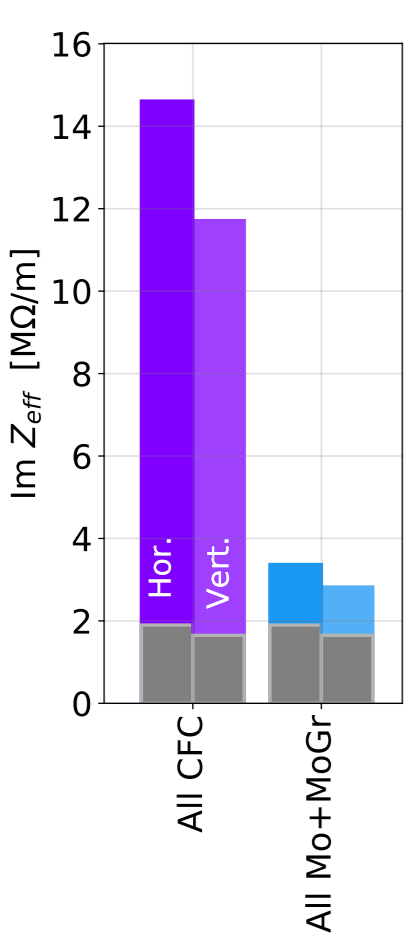 Im Z_eff [MΩ/m]
16
14
12
10
8
6
4
2
0
Hor.
Vert.
All CFC
All Mo+MoGr